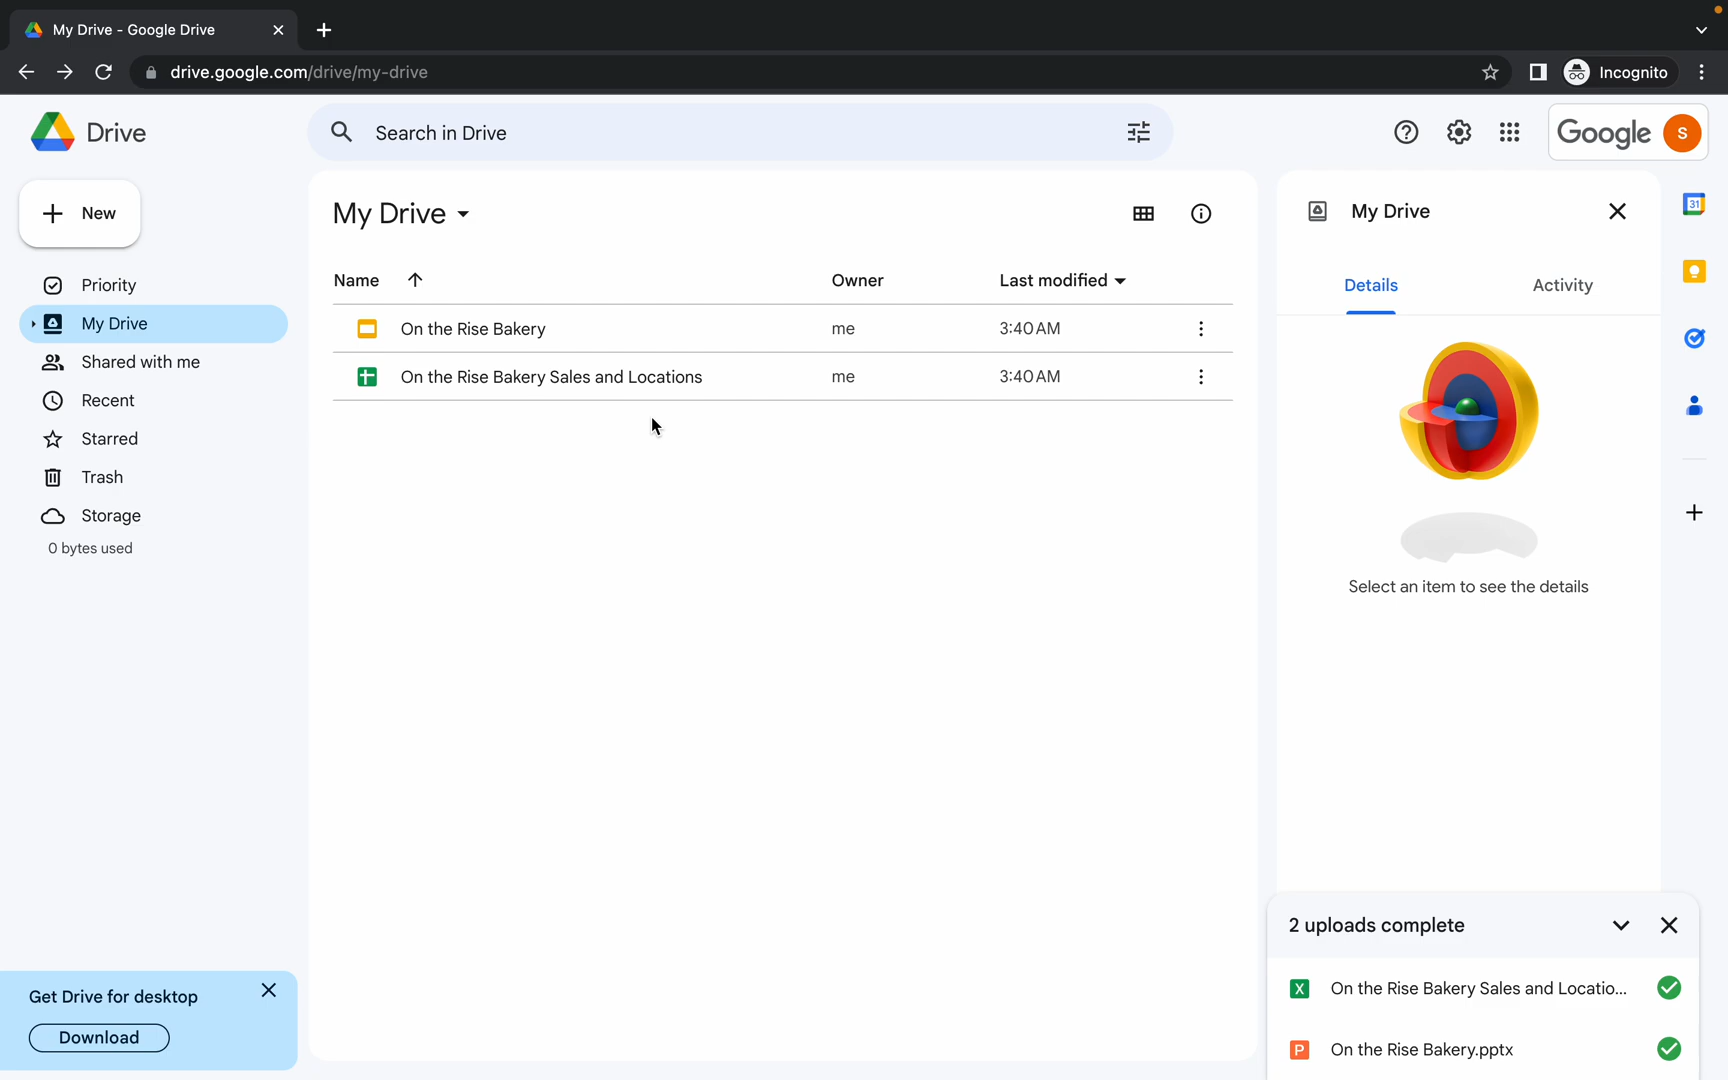 My Drive - Google Drive
drive.google.com/drive/my-drive
Incognito
Drive
Search in Drive
Google
S
New
Priority
My Drive
Shared with me
Recent
Starred
Trash
Storage
0 bytes used
Get Drive for desktop
Download
My Drive
Name
Owner
Last modified
On the Rise Bakery
me
3:40 AM
On the Rise Bakery Sales and Locations
me
3:40 AM
My Drive
Details
Activity
Select an item to see the details
31
2 uploads complete
X
On the Rise Bakery Sales and Locatio...
P
On the Rise Bakery.pptx